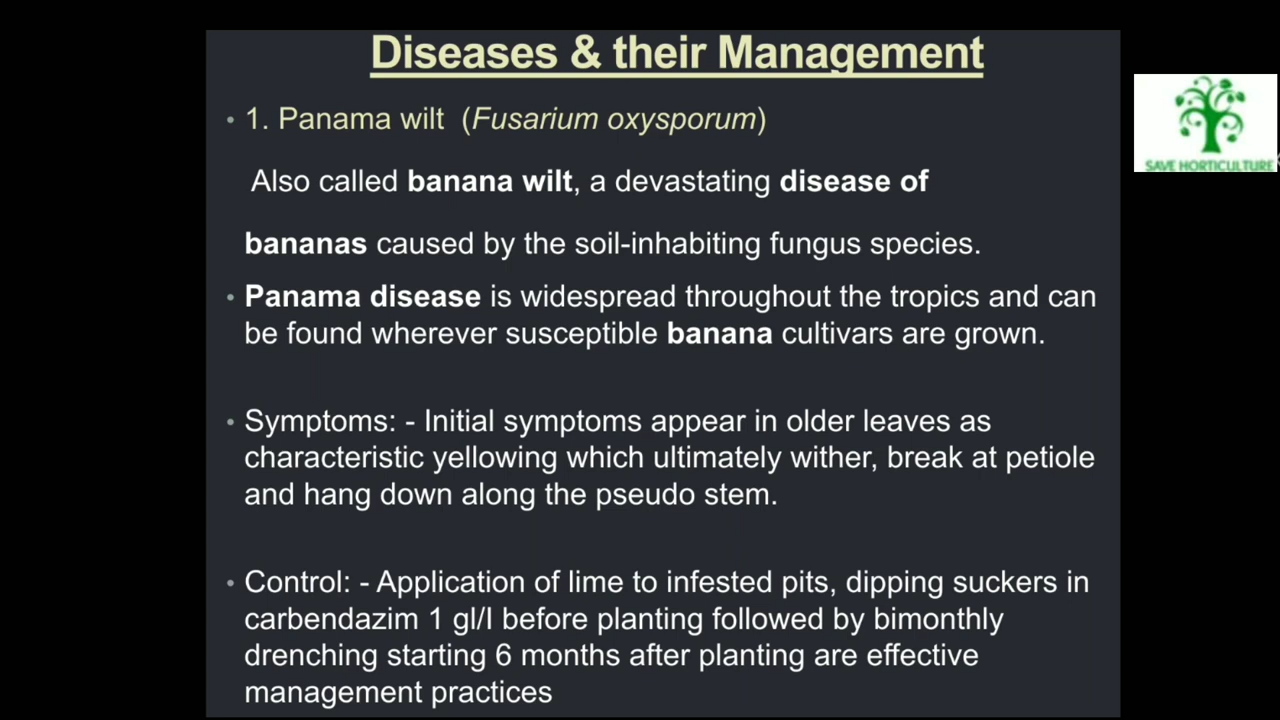 Diseases & their Management
• 1. Panama wilt (Fusarium oxysporum)
Also called banana wilt, a devastating disease of
bananas caused by the soil-inhabiting fungus species.
• Panama disease is widespread throughout the tropics and can
be found wherever susceptible banana cultivars are grown.
• Symptoms: - Initial symptoms appear in older leaves as
characteristic yellowing which ultimately wither, break at petiole
and hang down along the pseudo stem.
• Control: - Application of lime to infested pits, dipping suckers in
carbendazim 1 gl/l before planting followed by bimonthly
drenching starting 6 months after planting are effective
management practices
SAVE HORTICULTURE